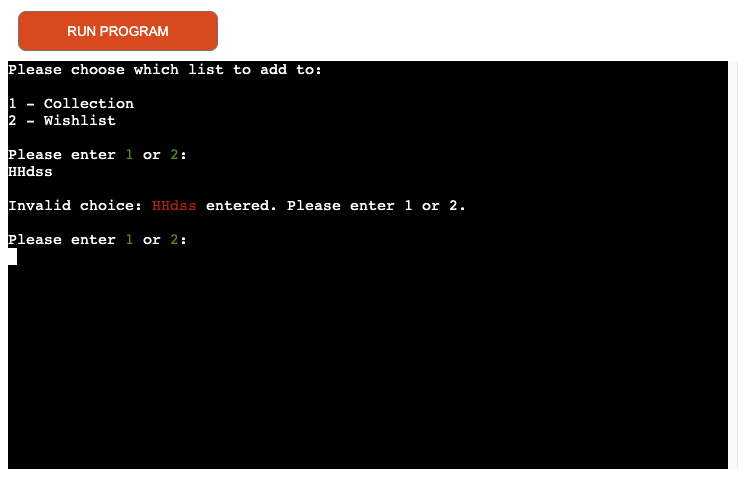 RUN PROGRAM
Please choose which list to add to:
1 - Collection
2 - Wishlist
Please enter 1 or 2:
HHdss
Invalid choice: HHdss entered. Please enter 1 or 2.
Please enter 1 or 2: